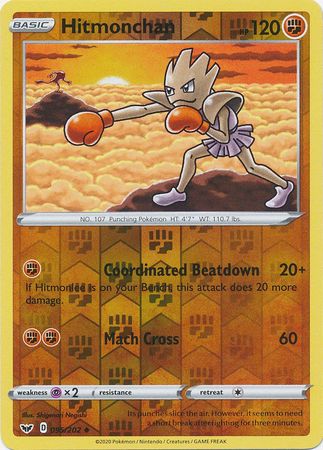 BASIC
Hitmonchan HP 120
NO. 107 Punching Pokémon HT: 4'7" WT: 110.7 lbs.
Coordinated Beatdown 20+
If Hitmonlee is on your Bench, this attack does 20 more
damage.
Mach Cross 60
weakness ×2 resistance retreat
Illus. Shigenori Negishi
D 095/202
Its punches slice the air. However, it seems to need
a short break after fighting for three minutes.
©2020 Pokémon / Nintendo / Creatures / GAME FREAK